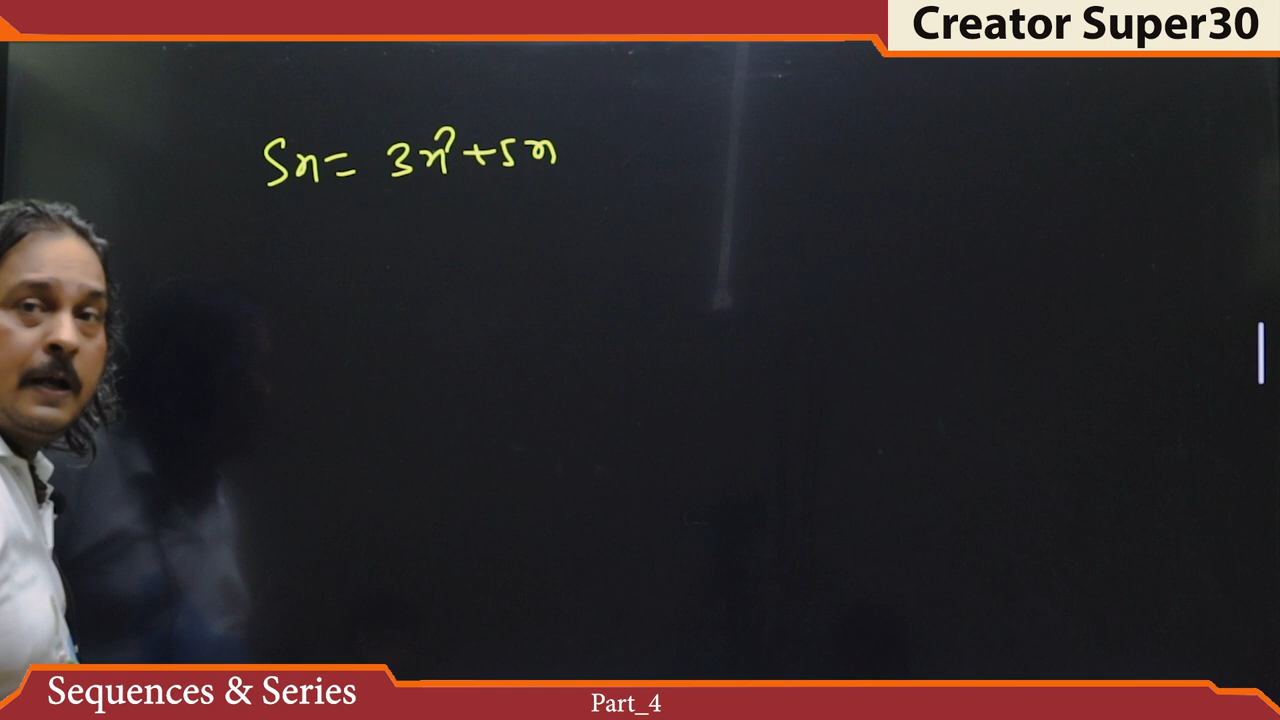 Creator Super30
Sn = 3n²+5n
Sequences & Series
Part_4